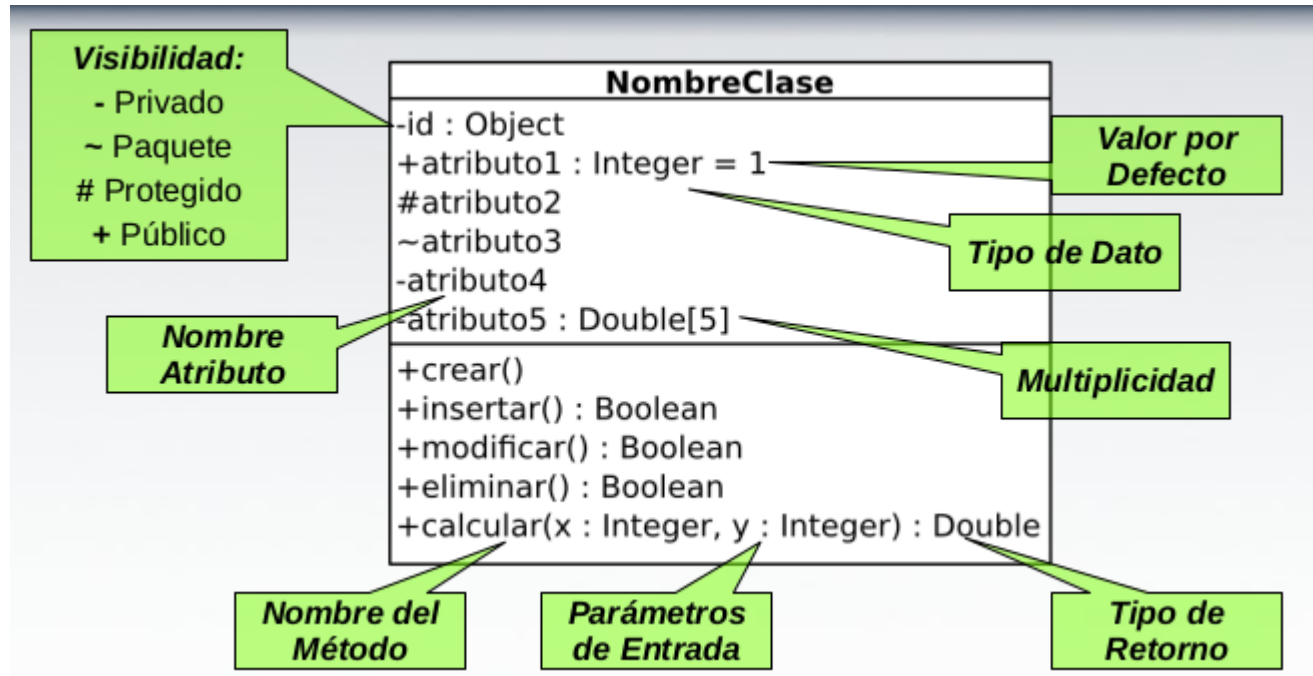 Visibilidad:
- Privado
~ Paquete
# Protegido
+ Público
NombreClase
-id : Object
+atributo1 : Integer = 1
#atributo2
~atributo3
-atributo4
-atributo5 : Double[5]
+crear()
+insertar() : Boolean
+modificar() : Boolean
+eliminar() : Boolean
+calcular(x : Integer, y : Integer) : Double
Valor por
Defecto
Tipo de Dato
Nombre
Atributo
Multiplicidad
Nombre del
Método
Parámetros
de Entrada
Tipo de
Retorno